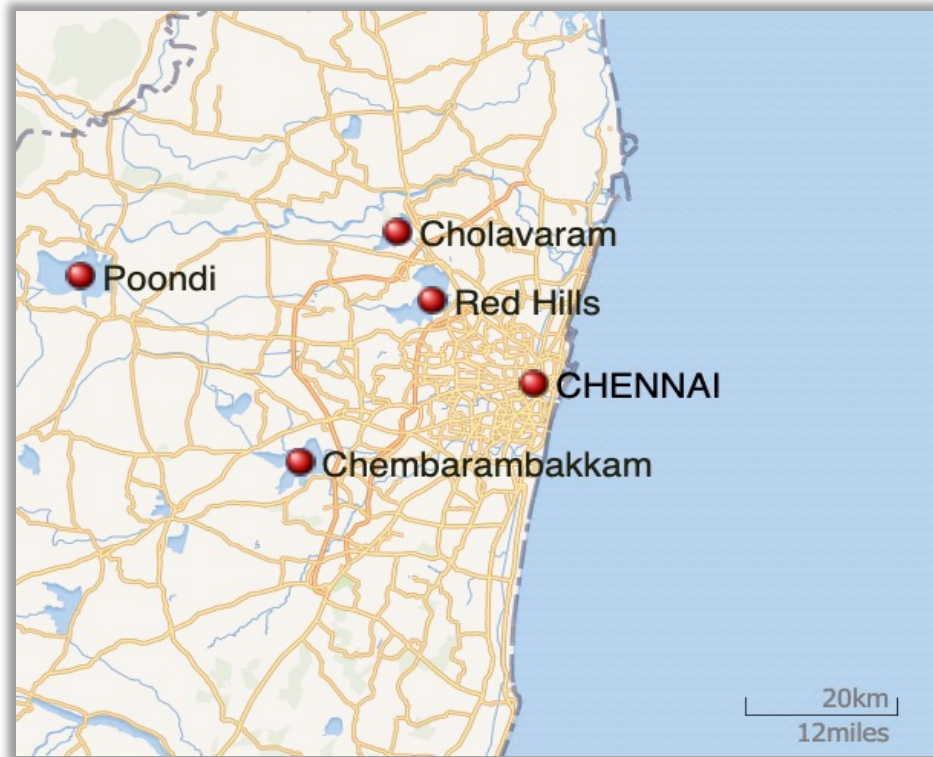 Cholavaram
Poondi
Red Hills
CHENNAI
Chembarambakkam
20km
12miles